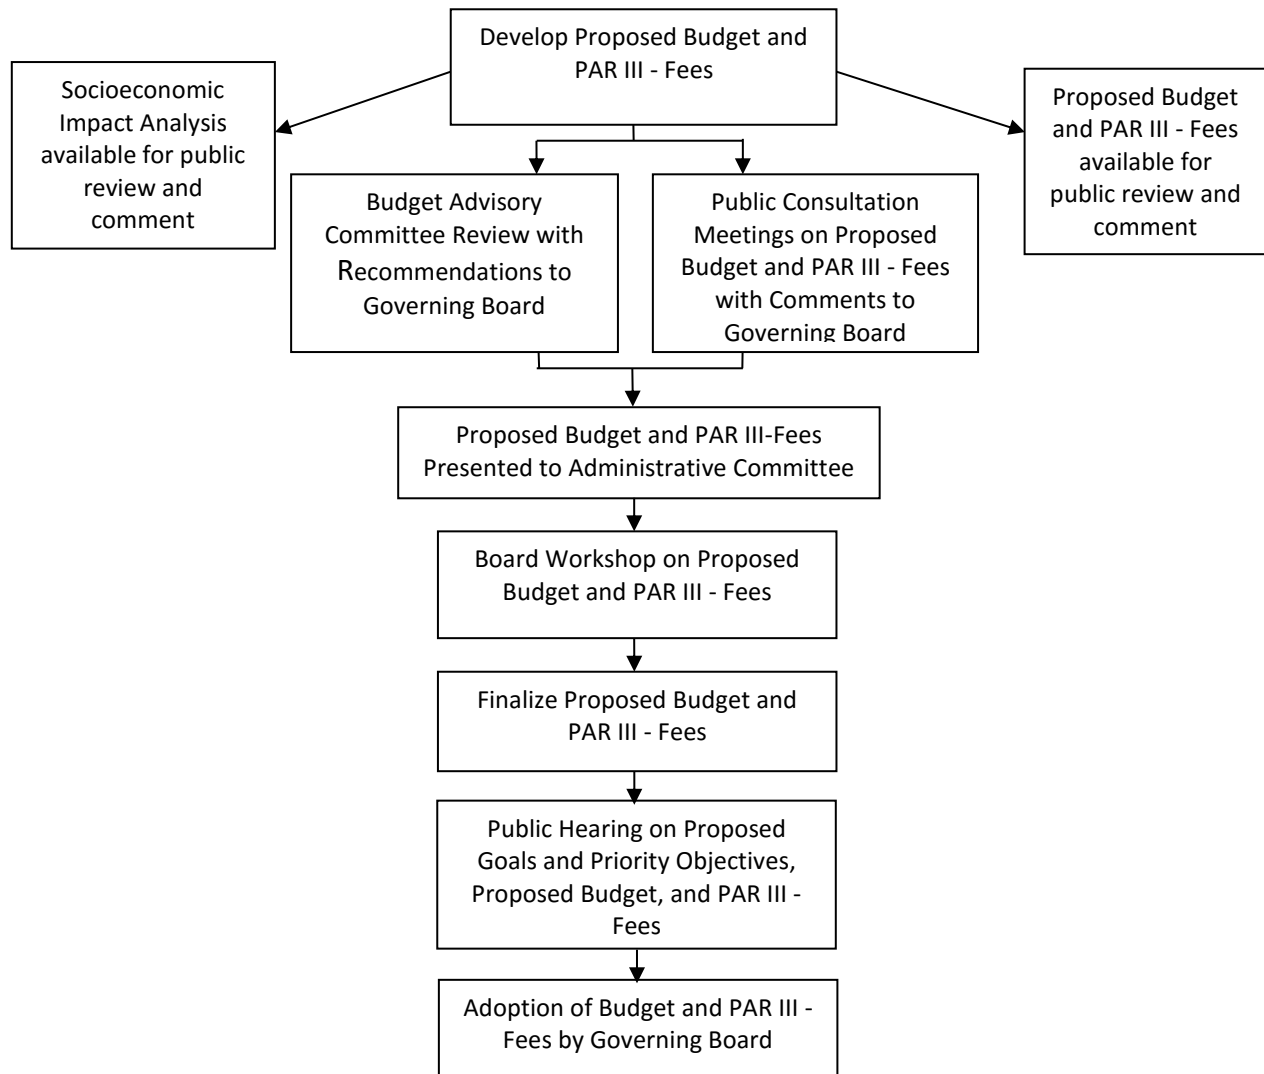 Develop Proposed Budget and
PAR III - Fees
Socioeconomic
Impact Analysis
available for public
review and
comment
Proposed Budget
and PAR III - Fees
available for
public review and
comment
Budget Advisory
Committee Review with
Recommendations to
Governing Board
Public Consultation
Meetings on Proposed
Budget and PAR III - Fees
with Comments to
Governing Board
Proposed Budget and PAR III-Fees
Presented to Administrative Committee
Board Workshop on Proposed
Budget and PAR III - Fees
Finalize Proposed Budget and
PAR III - Fees
Public Hearing on Proposed
Goals and Priority Objectives,
Proposed Budget, and PAR III -
Fees
Adoption of Budget and PAR III -
Fees by Governing Board